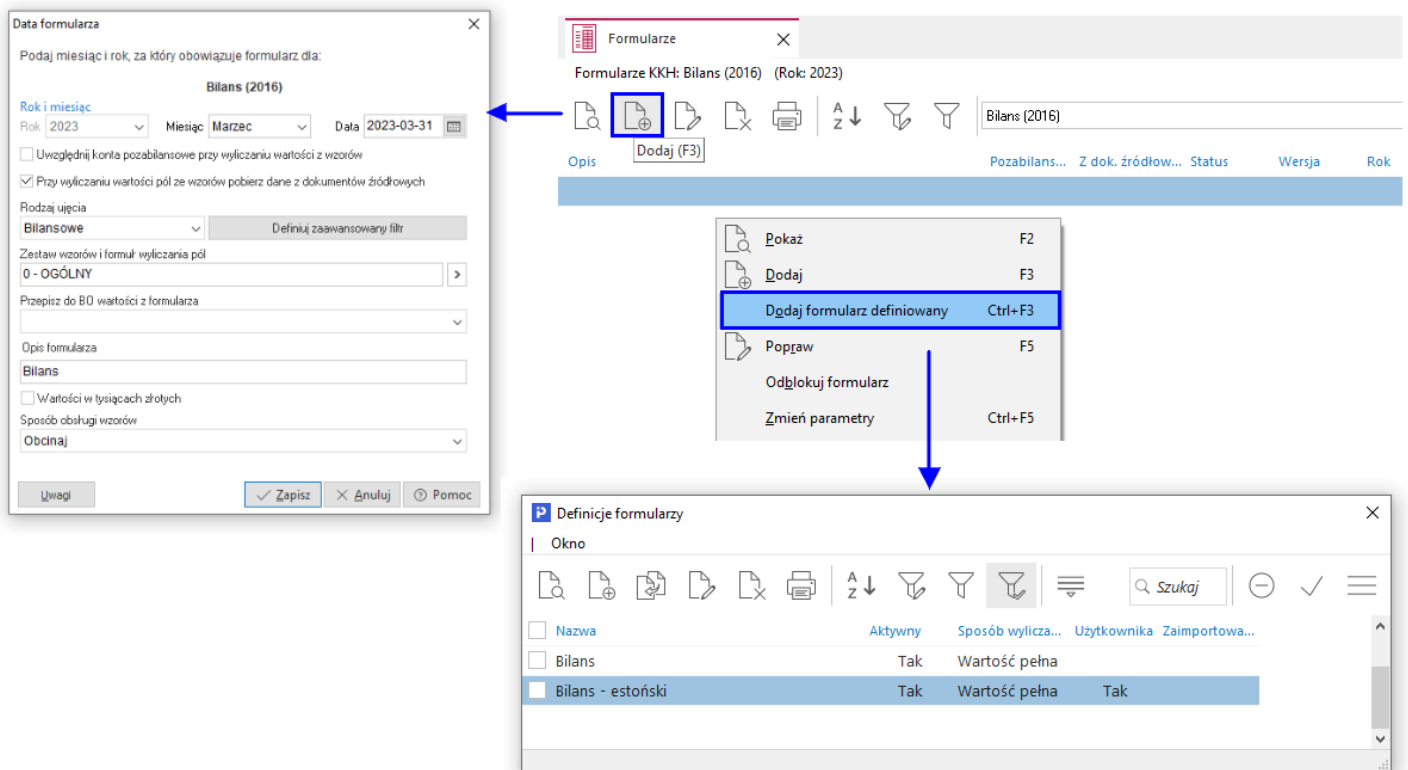 Data formularza
Podaj miesiąc i rok, za który obowiązuje formularz dla:
Bilans (2016)
Rok i miesiąc
Rok 2023 Miesiąc Marzec Data 2023-03-31
Uwzględnij konta pozabilansowe przy wyliczaniu wartości z wzorów
Przy wyliczaniu wartości pól ze wzorów pobierz dane z dokumentów źródłowych
Rodzaj ujęcia
Bilansowe Definiuj zaawansowany filtr
Zestaw wzorów i formuł wyliczania pól
0 - OGÓLNY
Przepisz do BO wartości z formularza
Opis formularza
Bilans
Wartości w tysiącach złotych
Sposób obsługi wzorów
Obcinaj
Uwagi Zapisz Anuluj Pomoc
Formularze
Formularze KKH: Bilans (2016) (Rok: 2023)
Bilans (2016)
Dodaj (F3)
Opis Pozabilans... Z dok. źródłow... Status Wersja Rok
Pokaż F2
Dodaj F3
Dodaj formularz definiowany Ctrl+F3
Popraw F5
Odblokuj formularz
Zmień parametry Ctrl+F5
Definicje formularzy
Okno
Szukaj
Nazwa Aktywny Sposób wylicza... Użytkownika Zaimportowa...
Bilans Tak Wartość pełna
Bilans - estoński Tak Wartość pełna Tak